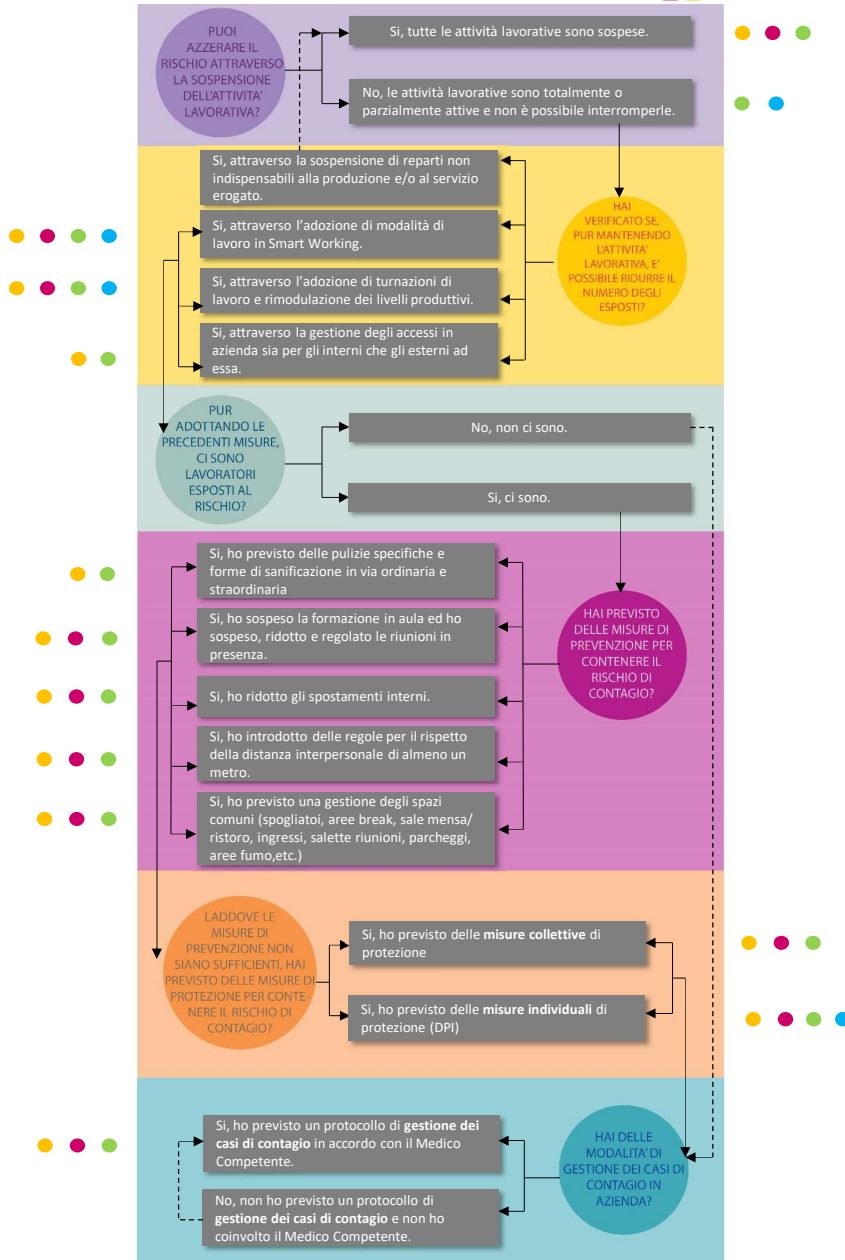 PUOI
AZZERARE IL
RISCHIO ATTRAVERSO
LA SOSPENSIONE
DELL'ATTIVITA'
LAVORATIVA?
Si, tutte le attività lavorative sono sospese.
No, le attività lavorative sono totalmente o
parzialmente attive e non è possibile interromperle.
HAI
VERIFICATO SE,
PUR MANTENENDO
L'ATTIVITA'
LAVORATIVA, E'
POSSIBILE RIDURRE IL
NUMERO DEGLI
ESPOSTI?
Si, attraverso la sospensione di reparti non
indispensabili alla produzione e/o al servizio
erogato.
Si, attraverso l'adozione di modalità di
lavoro in Smart Working.
Si, attraverso l'adozione di turnazioni di
lavoro e rimodulazione dei livelli produttivi.
Si, attraverso la gestione degli accessi in
azienda sia per gli interni che gli esterni ad
essa.
PUR
ADOTTANDO LE
PRECEDENTI MISURE,
CI SONO
LAVORATORI
ESPOSTI AL
RISCHIO?
No, non ci sono.
Si, ci sono.
HAI PREVISTO
DELLE MISURE DI
PREVENZIONE PER
CONTENERE IL
RISCHIO DI
CONTAGIO?
Si, ho previsto delle pulizie specifiche e
forme di sanificazione in via ordinaria e
straordinaria
Si, ho sospeso la formazione in aula ed ho
sospeso, ridotto e regolato le riunioni in
presenza.
Si, ho ridotto gli spostamenti interni.
Si, ho introdotto delle regole per il rispetto
della distanza interpersonale di almeno un
metro.
Si, ho previsto una gestione degli spazi
comuni (spogliatoi, aree break, sale mensa/
ristoro, ingressi, salette riunioni, parcheggi,
aree fumo,etc.)
LADDOVE LE
MISURE DI
PREVENZIONE NON
SIANO SUFFICIENTI, HAI
PREVISTO DELLE MISURE DI
PROTEZIONE PER CONTE-
NERE IL RISCHIO DI
CONTAGIO?
Si, ho previsto delle misure collettive di
protezione
Si, ho previsto delle misure individuali di
protezione (DPI)
HAI DELLE
MODALITA' DI
GESTIONE DEI CASI DI
CONTAGIO IN
AZIENDA?
Si, ho previsto un protocollo di gestione dei
casi di contagio in accordo con il Medico
Competente.
No, non ho previsto un protocollo di
gestione dei casi di contagio e non ho
coinvolto il Medico Competente.